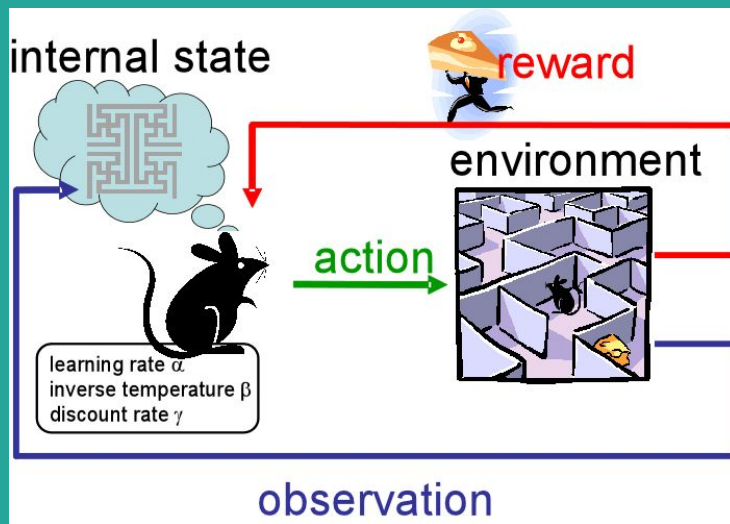 internal state
reward
environment
action
learning rate α
inverse temperature β
discount rate γ
observation